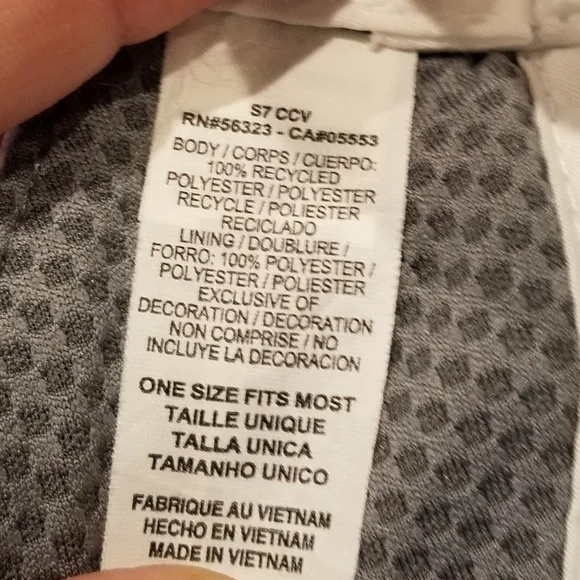 S7 CCV
RN#56323 - CA#05553
BODY / CORPS / CUERPO:
100% RECYCLED
POLYESTER / POLYESTER
RECYCLE / POLIESTER
RECICLADO
LINING / DOUBLURE /
FORRO: 100% POLYESTER /
POLYESTER / POLIESTER
EXCLUSIVE OF
DECORATION / DECORATION
NON COMPRISE / NO
INCLUYE LA DECORACION
ONE SIZE FITS MOST
TAILLE UNIQUE
TALLA UNICA
TAMANHO UNICO
FABRIQUE AU VIETNAM
HECHO EN VIETNAM
MADE IN VIETNAM